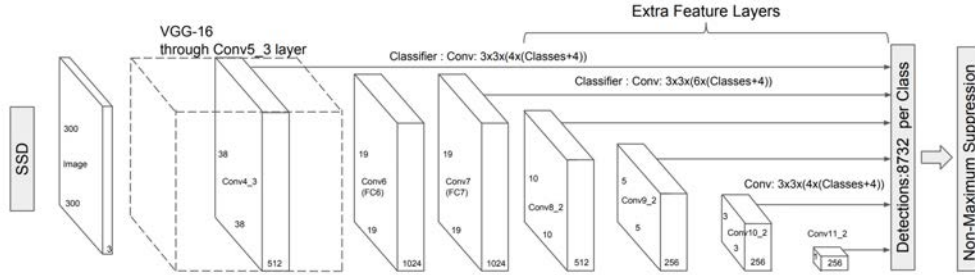 Extra Feature Layers
VGG-16
through Conv5_3 layer
Classifier : Conv: 3x3x(4x(Classes+4))
Classifier : Conv: 3x3x(6x(Classes+4))
SSD
300
Image
300
3
38
Conv4_3
38
512
19
Conv6
(FC6)
19
1024
19
Conv7
(FC7)
19
1024
10
Conv8_2
10
512
5
Conv9_2
5
256
Conv: 3x3x(4x(Classes+4))
3
Conv10_2
3
256
Conv11_2
256
Detections:8732 per Class
Non-Maximum Suppression